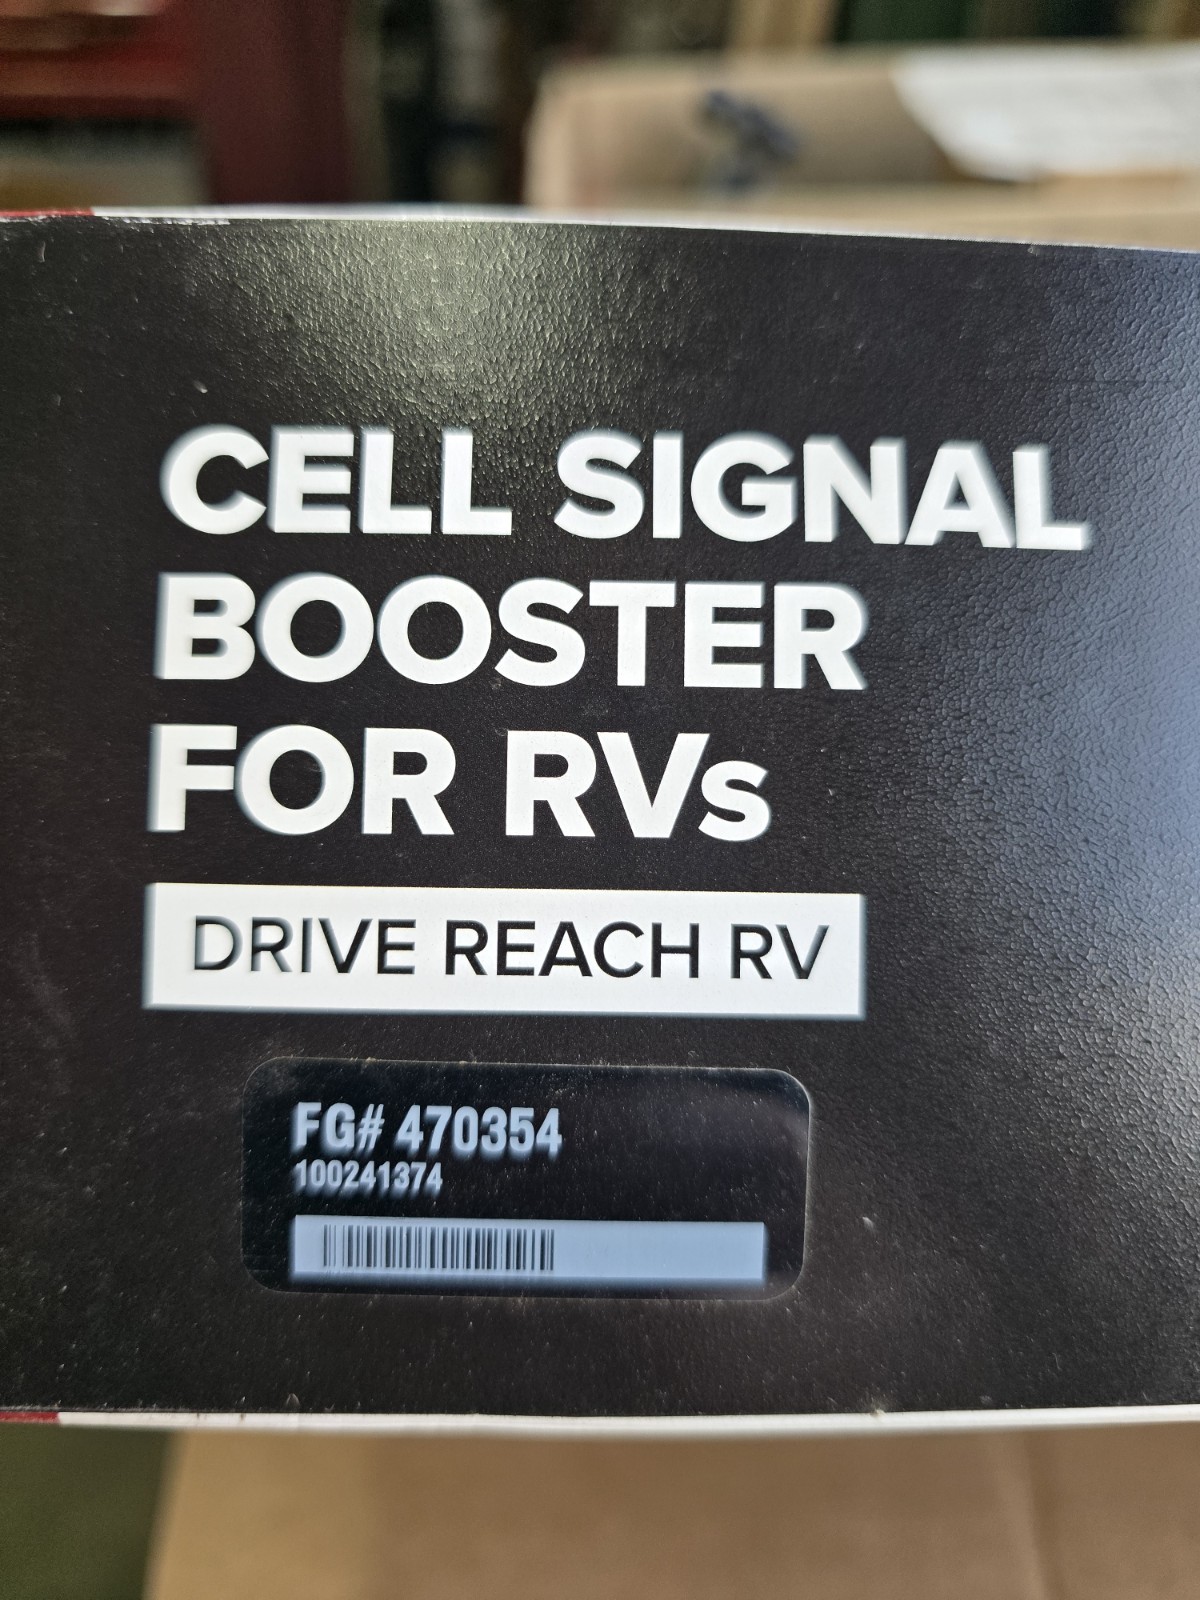 CELL SIGNAL
BOOSTER
FOR RVs
DRIVE REACH RV
FG# 470354
100241374